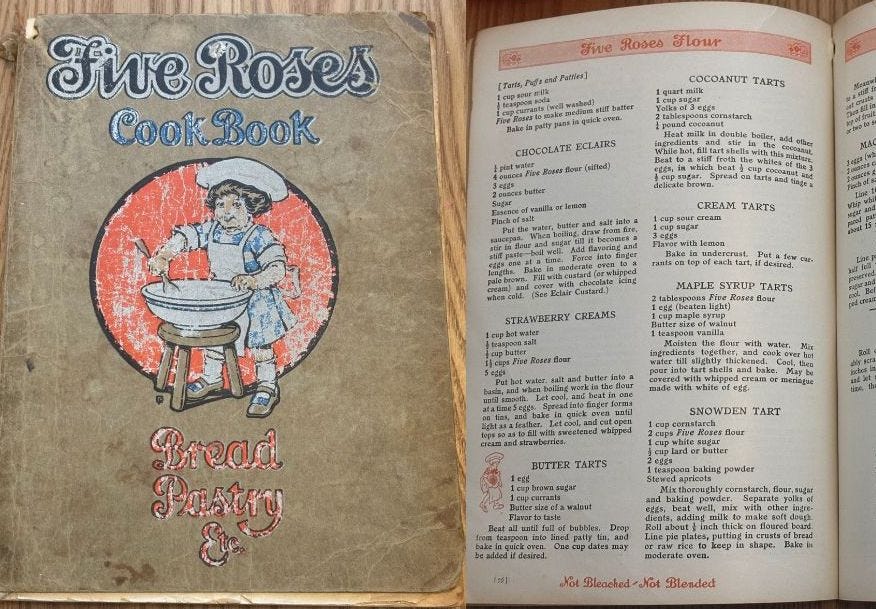 Five Roses
Cook Book
Bread
Pastry
Etc.
Five Roses Flour
[Tarts, Puffs and Patties]
1 cup sour milk
½ teaspoon soda
1 cup currants (well washed)
Five Roses to make medium stiff batter
Bake in patty pans in quick oven.
CHOCOLATE ECLAIRS
½ pint water
4 ounces Five Roses flour (sifted)
3 eggs
2 ounces butter
Sugar
Essence of vanilla or lemon
Pinch of salt
Put the water, butter and salt into a
saucepan. When boiling, draw from fire,
stir in flour and sugar till it becomes a
stiff paste—boil well. Add flavoring and
eggs one at a time. Force into finger
lengths. Bake in moderate oven to a
pale brown. Fill with custard (or whipped
cream) and cover with chocolate icing
when cold. (See Eclair Custard.)
STRAWBERRY CREAMS
1 cup hot water
teaspoon salt
½ cup butter
1½ cups Five Roses flour
5 eggs
Put hot water, salt and butter into a
basin, and when boiling work in the flour
until smooth. Let cool, and beat in one
at a time 5 eggs. Spread into finger forms
on tins, and bake in quick oven until
light as a feather. Let cool, and cut open
tops so as to fill with sweetened whipped
cream and strawberries.
BUTTER TARTS
1 egg
1 cup brown sugar
1 cup currants
Butter size of a walnut
Flavor to taste
Beat all until full of bubbles. Drop
from teaspoon into lined patty tin, and
bake in quick oven. One cup dates may
be added if desired.
COCOANUT TARTS
1 quart milk
1 cup sugar
Yolks of 3 eggs
2 tablespoons cornstarch
pound cocoanut
Heat milk in double boiler, add other
ingredients and stir in the cocoanut.
While hot, fill tart shells with this mixture.
Beat to a stiff froth the whites of the 3
eggs, in which beat ½ cup cocoanut and
½ cup sugar. Spread on tarts and tinge a
delicate brown.
CREAM TARTS
1 cup sour cream
1 cup sugar
3 eggs
Flavor with lemon
Bake in undercrust. Put a few cur-
rants on top of each tart, if desired.
MAPLE SYRUP TARTS
2 tablespoons Five Roses flour
1 egg (beaten light)
1 cup maple syrup
Butter size of walnut
1 teaspoon vanilla
Moisten the flour with water. Mix
ingredients together, and cook over hot
water till slightly thickened. Cool, then
pour into tart shells and bake. May be
covered with whipped cream or meringue
made with white of egg.
SNOWDEN TART
1 cup cornstarch
2 cups Five Roses flour
1 cup white sugar
½ cup lard or butter
2 eggs
1 teaspoon baking powder
Stewed apricots
Mix thoroughly cornstarch, flour, sugar
and baking powder. Separate yolks of
eggs, beat well, mix with other ingre-
dients, adding milk to make soft dough.
Roll about inch thick on floured board.
Line pie plates, putting in crusts of bread
or raw rice to keep in shape. Bake in
moderate oven.
Not Bleached-Not Blended